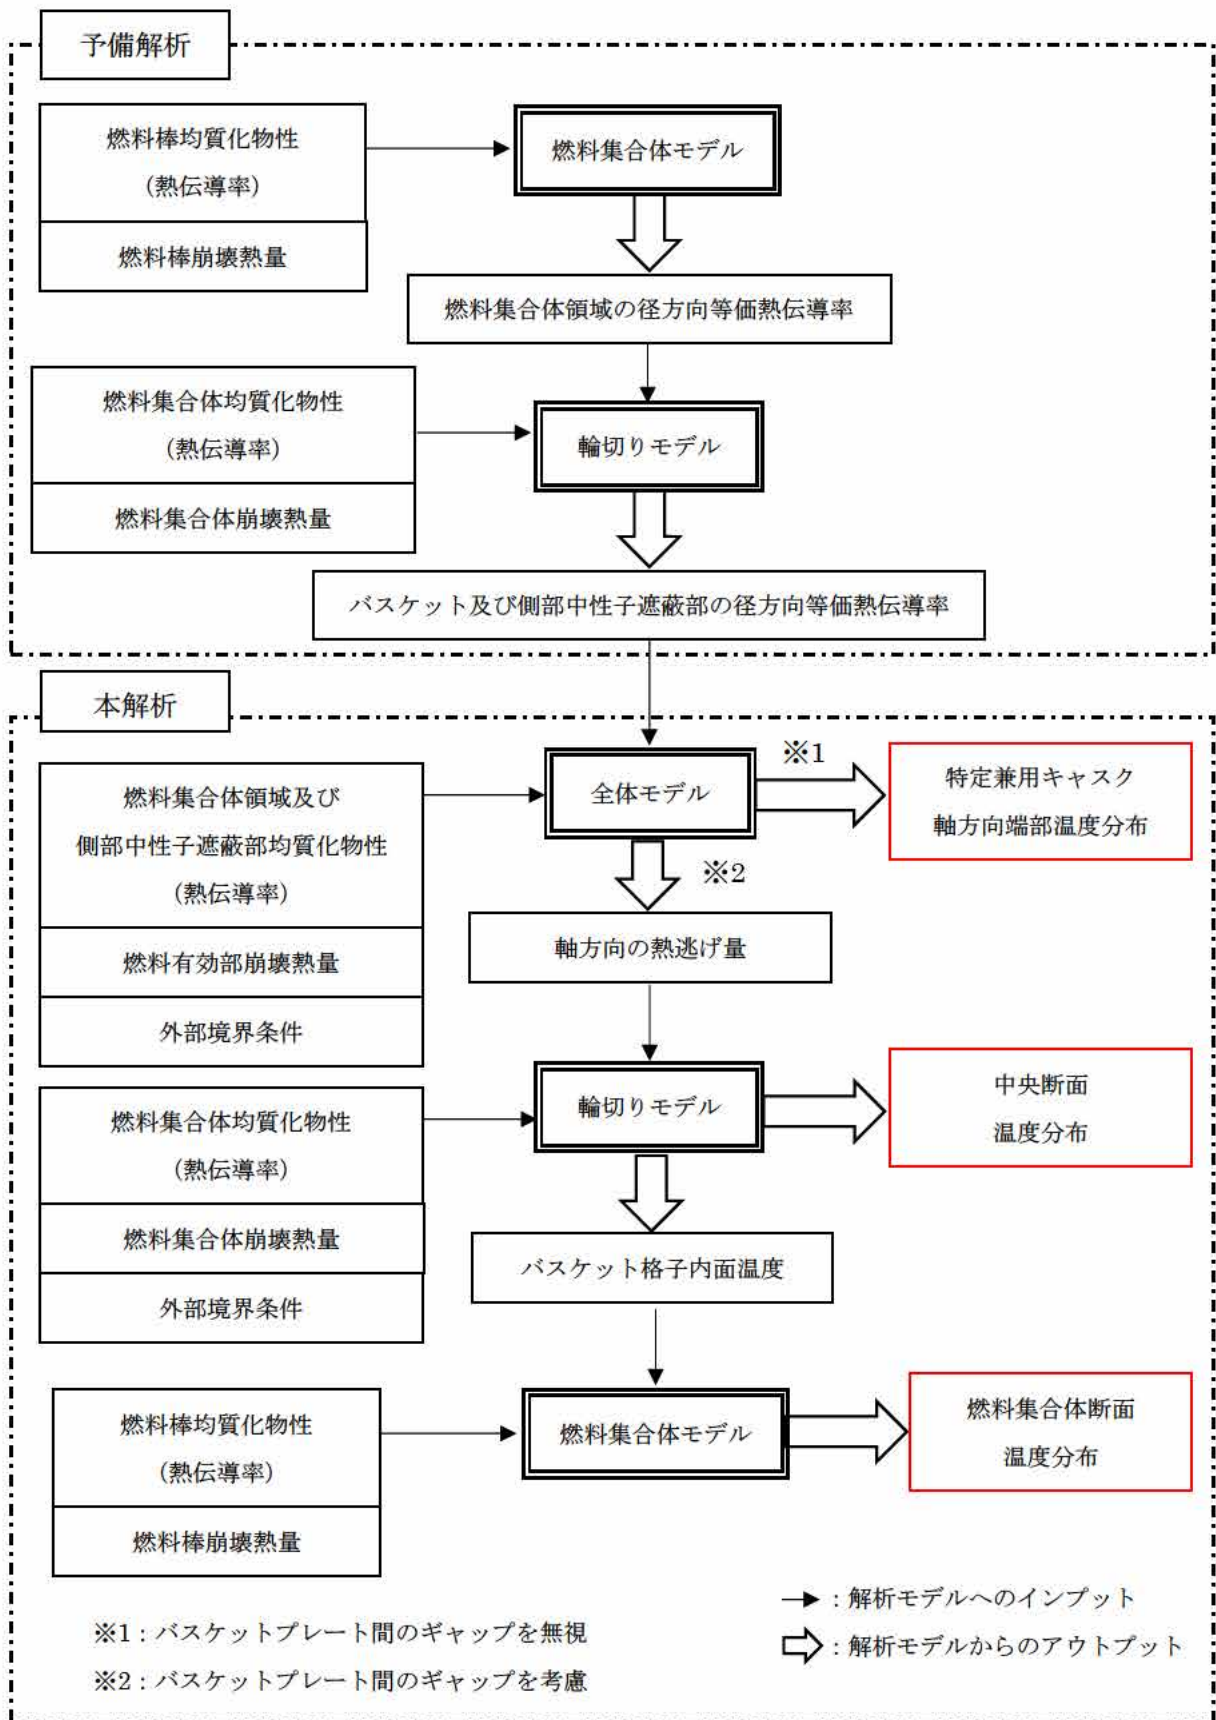 予備解析
燃料棒均質化物性
(熱伝導率)
燃料棒崩壊熱量
燃料集合体モデル
燃料集合体領域の径方向等価熱伝導率
燃料集合体均質化物性
(熱伝導率)
燃料集合体崩壊熱量
輪切りモデル
バスケット及び側部中性子遮蔽部の径方向等価熱伝導率
本解析
燃料集合体領域及び
側部中性子遮蔽部均質化物性
(熱伝導率)
燃料有効部崩壊熱量
外部境界条件
全体モデル
※1
特定兼用キャスク
軸方向端部温度分布
※2
軸方向の熱逃げ量
燃料集合体均質化物性
(熱伝導率)
燃料集合体崩壊熱量
外部境界条件
輪切りモデル
中央断面
温度分布
バスケット格子内面温度
燃料棒均質化物性
(熱伝導率)
燃料棒崩壊熱量
燃料集合体モデル
燃料集合体断面
温度分布
:解析モデルへのインプット
:解析モデルからのアウトプット
※1:バスケットプレート間のギャップを無視
※2:バスケットプレート間のギャップを考慮